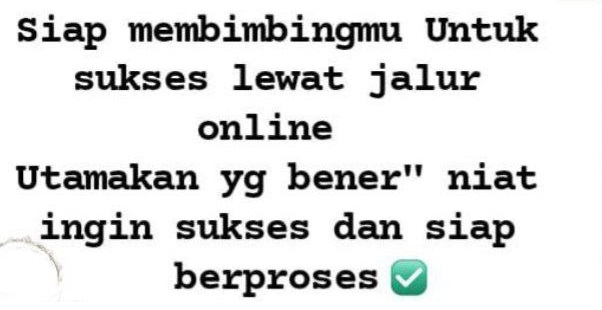 Siap membimbingmu Untuk
sukses lewat jalur
online
Utamakan yg bener" niat
ingin sukses dan siap
berproses ✅